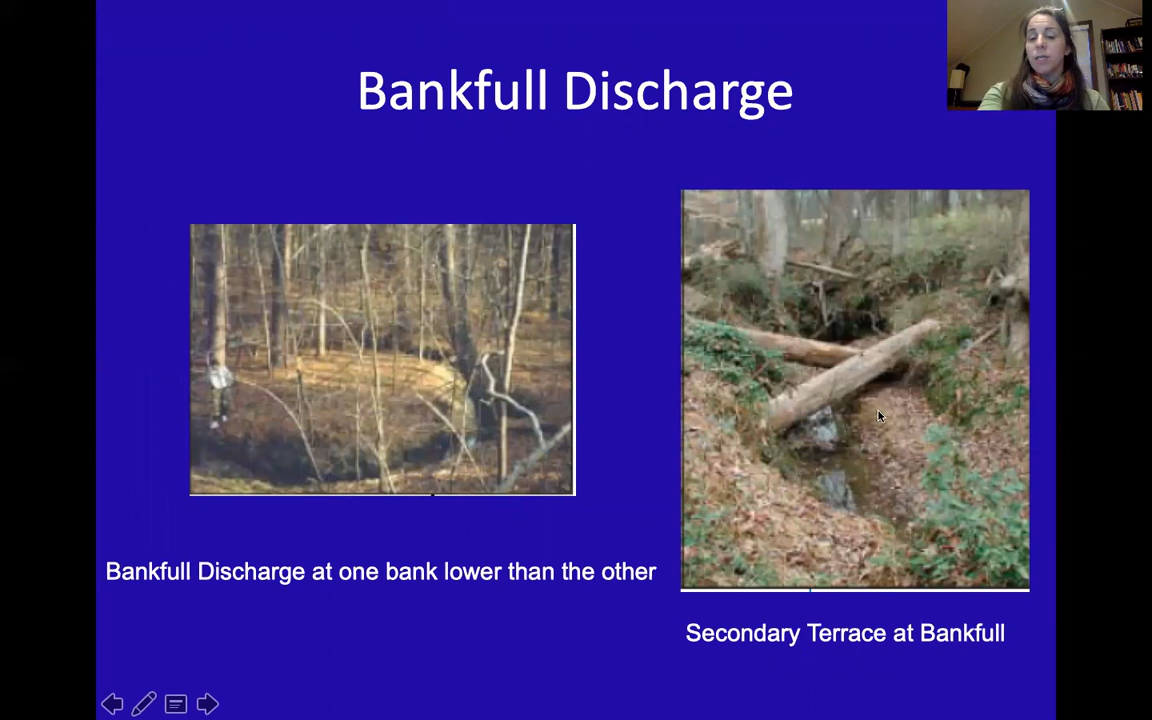 Bankfull Discharge
Bankfull Discharge at one bank lower than the other
Secondary Terrace at Bankfull